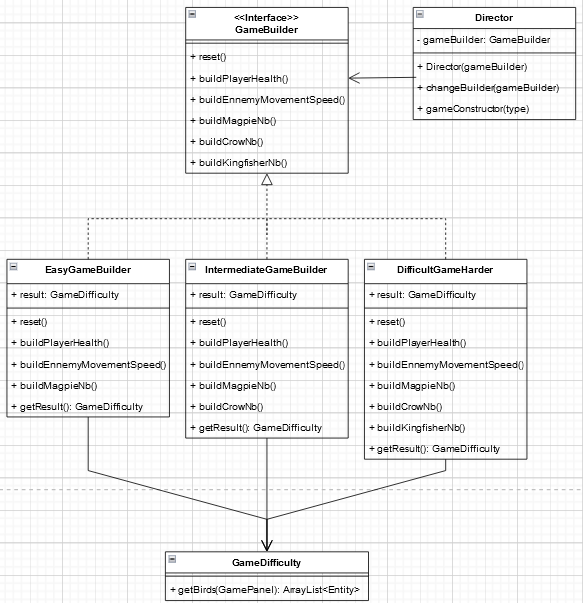 <<Interface>>
GameBuilder
+ reset()
+ buildPlayerHealth()
+ buildEnnemyMovementSpeed()
+ buildMagpieNb()
+ buildCrowNb()
+ buildKingfisherNb()
Director
- gameBuilder: GameBuilder
+ Director(gameBuilder)
+ changeBuilder(gameBuilder)
+ gameConstructor(type)
EasyGameBuilder
+ result: GameDifficulty
+ reset()
+ buildPlayerHealth()
+ buildEnnemyMovementSpeed()
+ buildMagpieNb()
+ getResult(): GameDifficulty
IntermediateGameBuilder
+ result: GameDifficulty
+ reset()
+ buildPlayerHealth()
+ buildEnnemyMovementSpeed()
+ buildMagpieNb()
+ buildCrowNb()
+ getResult(): GameDifficulty
DifficultGameHarder
+ result: GameDifficulty
+ reset()
+ buildPlayerHealth()
+ buildEnnemyMovementSpeed()
+ buildMagpieNb()
+ buildCrowNb()
+ buildKingfisherNb()
+ getResult(): GameDifficulty
GameDifficulty
+ getBirds(GamePanel): ArrayList<Entity>